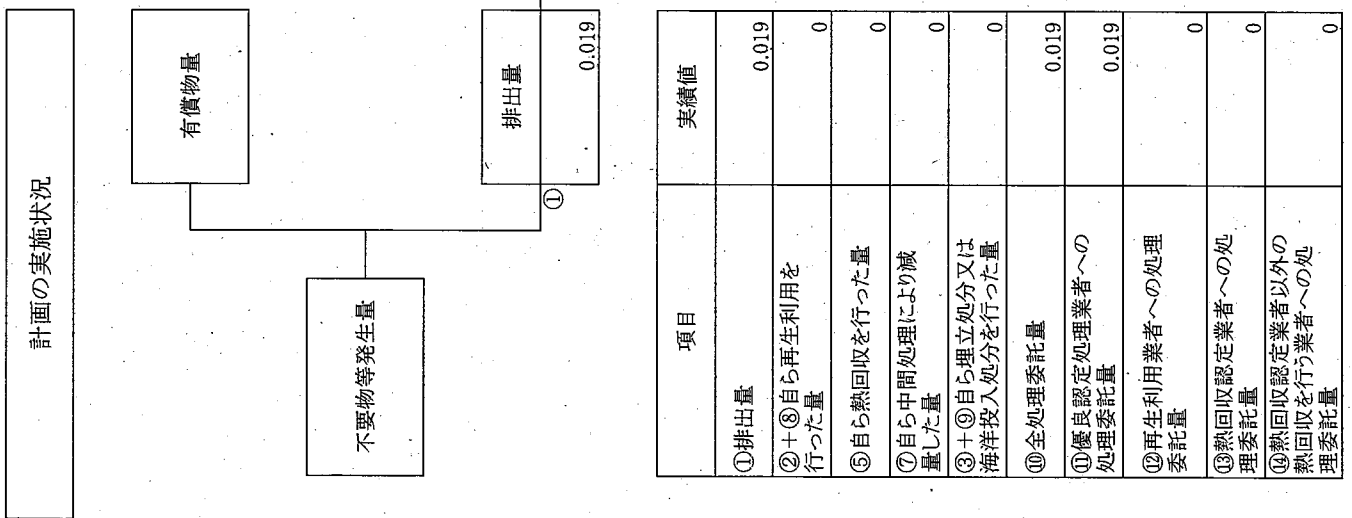 計画の実施状況
不要物等発生量
有償物量
①
排出量
0.019
項目
実績値
①排出量
0.019
②+⑧自ら再生利用を
行った量
0
⑤自ら熱回収を行った量
0
⑦自ら中間処理により減
量した量
0
③+⑨自ら埋立処分又は
海洋投入処分を行った量
0
⑩全処理委託量
0.019
⑪優良認定処理業者への
処理委託量
0.019
⑫再生利用業者への処理
委託量
0
⑬熱回収認定業者への処
理委託量
0
⑭熱回収認定業者以外の
熱回収を行う業者への処
理委託量
0